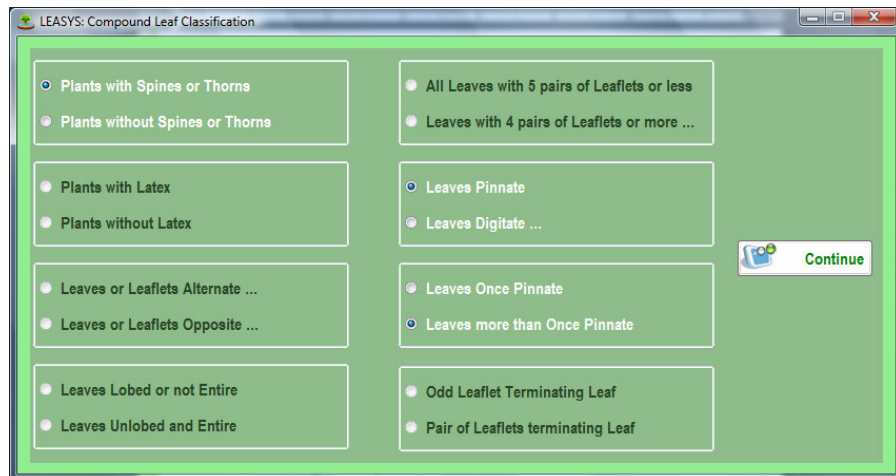 LEASYS: Compound Leaf Classification
Plants with Spines or Thorns
Plants without Spines or Thorns
Plants with Latex
Plants without Latex
Leaves or Leaflets Alternate ...
Leaves or Leaflets Opposite ...
Leaves Lobed or not Entire
Leaves Unlobed and Entire
All Leaves with 5 pairs of Leaflets or less
Leaves with 4 pairs of Leaflets or more ...
Leaves Pinnate
Leaves Digitate ...
Leaves Once Pinnate
Leaves more than Once Pinnate
Odd Leaflet Terminating Leaf
Pair of Leaflets terminating Leaf
Continue